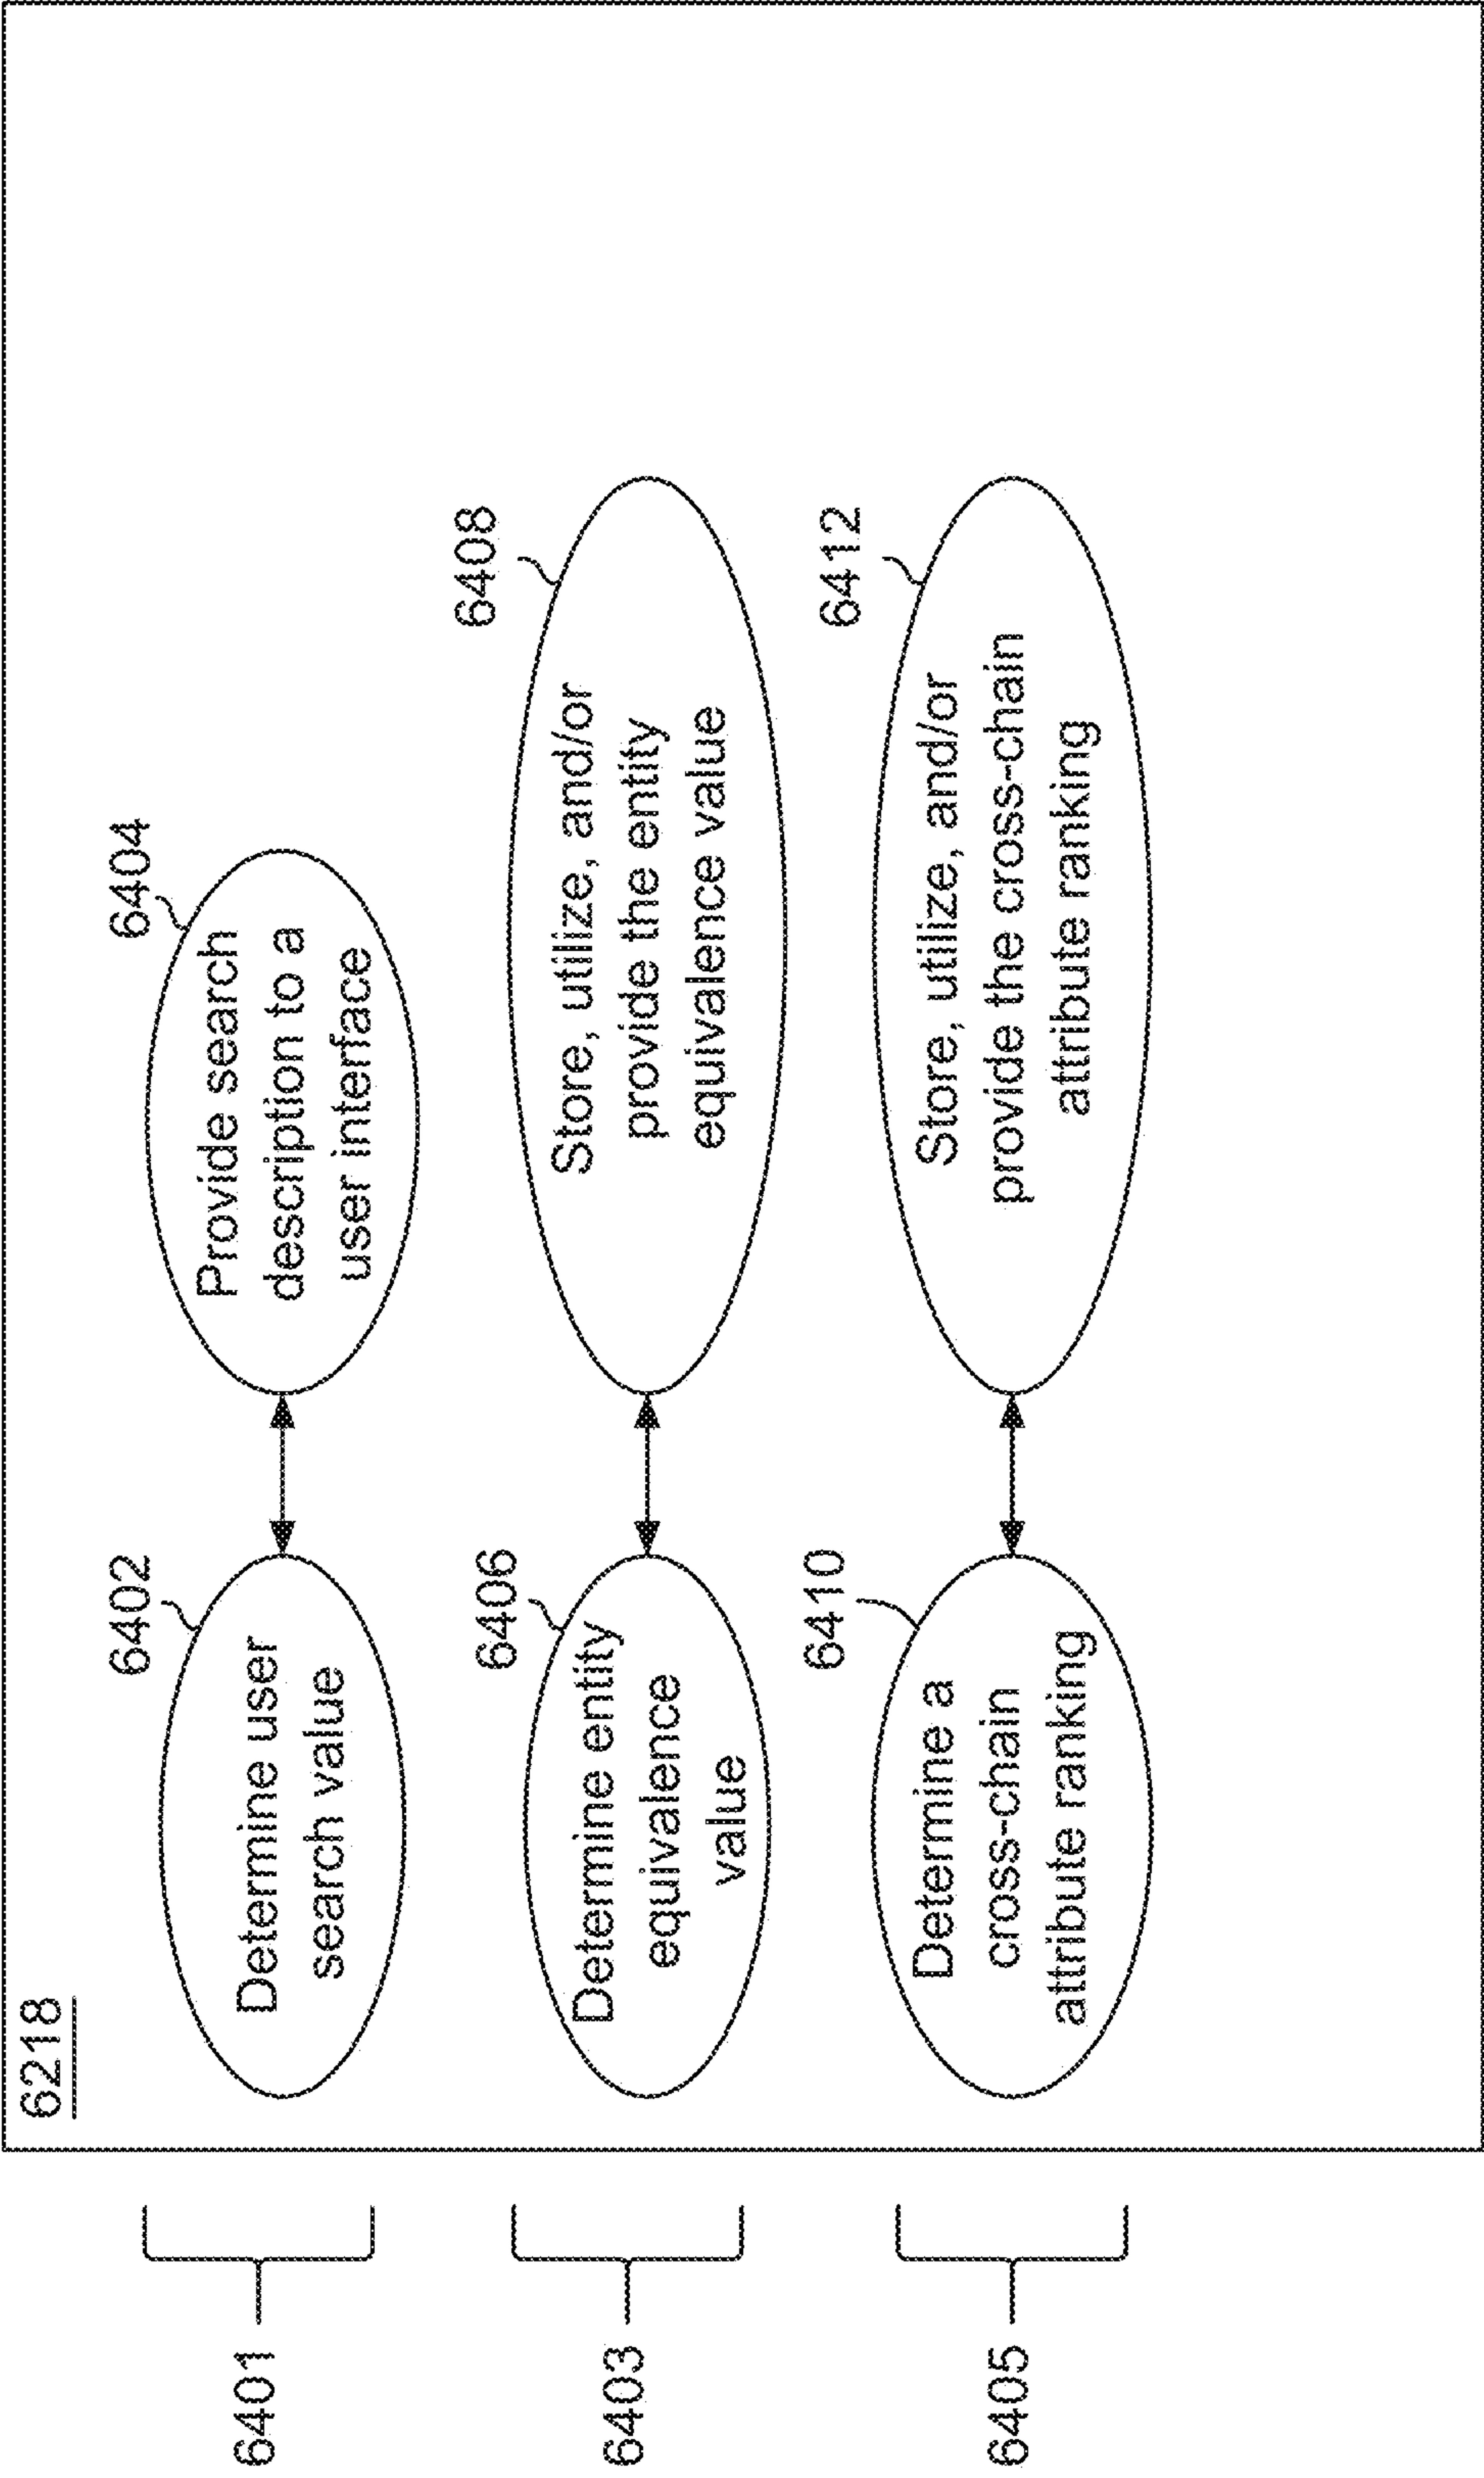 6218
6401
6402
Determine user
search value
6404
Provide search
description to a
user interface
6403
6406
Determine entity
equivalence
value
6408
Store, utilize, and/or
provide the entity
equivalence value
6405
6410
Determine a
cross-chain
attribute ranking
6412
Store, utilize, and/or
provide the cross-chain
attribute ranking